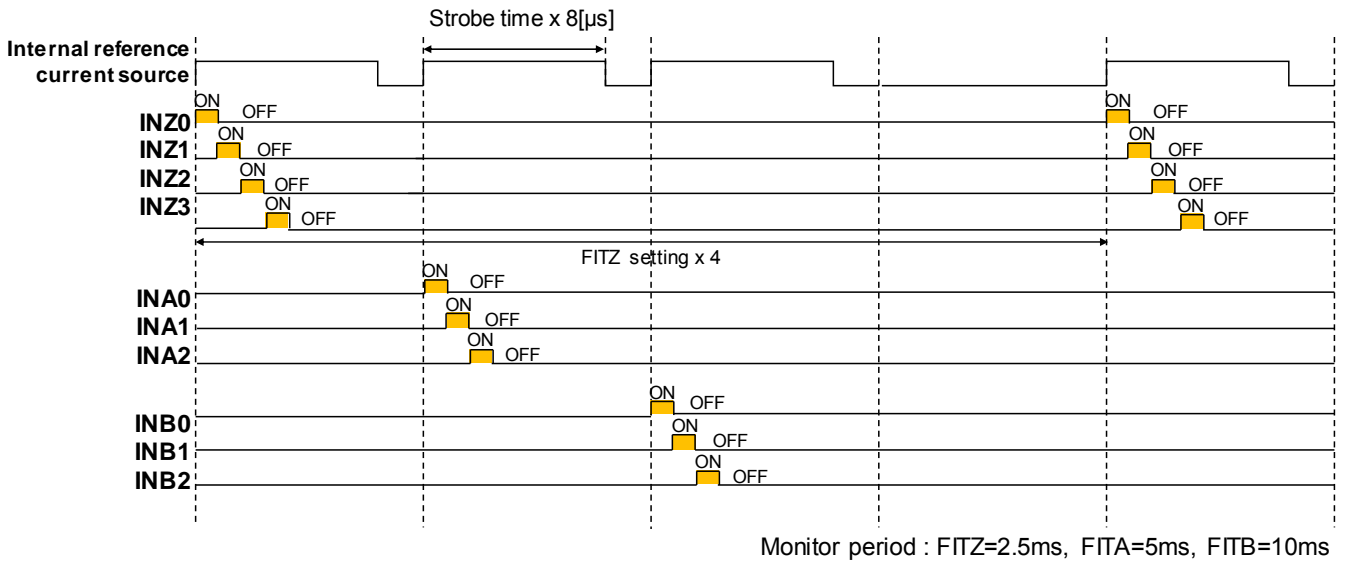 Strobe time x 8[µs]
Internal reference
current source
ON OFF ON OFF
INZ0
ON OFF ON OFF
INZ1
ON OFF ON OFF
INZ2
ON OFF ON OFF
INZ3
FITZ setting x 4
ON OFF
INA0
ON OFF
INA1
ON OFF
INA2
ON OFF
INB0
ON OFF
INB1
ON OFF
INB2
Monitor period : FITZ=2.5ms, FITA=5ms, FITB=10ms